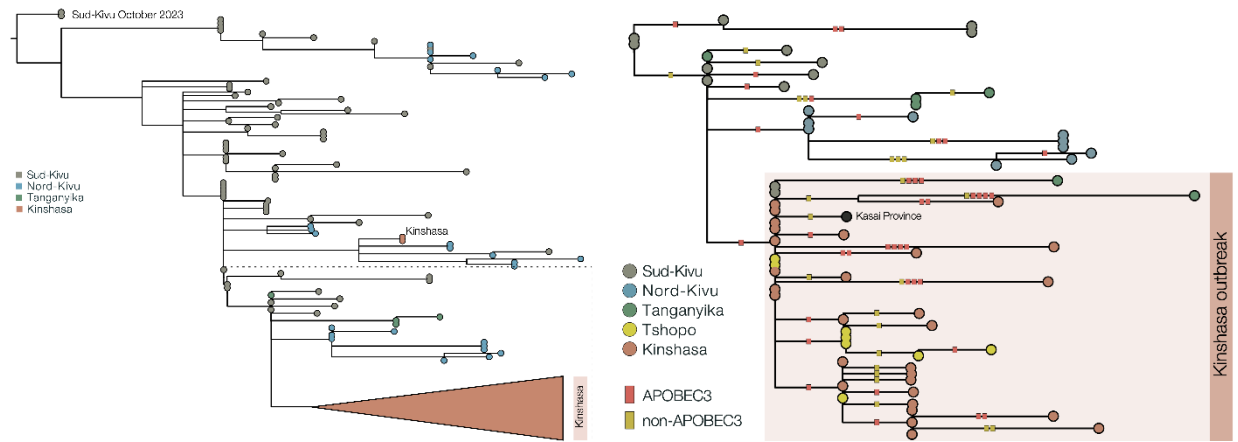 Sud-Kivu October 2023
Sud-Kivu
Nord-Kivu
Tanganyika
Kinshasa
Kinshasa
Kinshasa
Kasai Province
Sud-Kivu
Nord-Kivu
Tanganyika
Tshopo
Kinshasa
APOBEC3
non-APOBEC3
Kinshasa outbreak